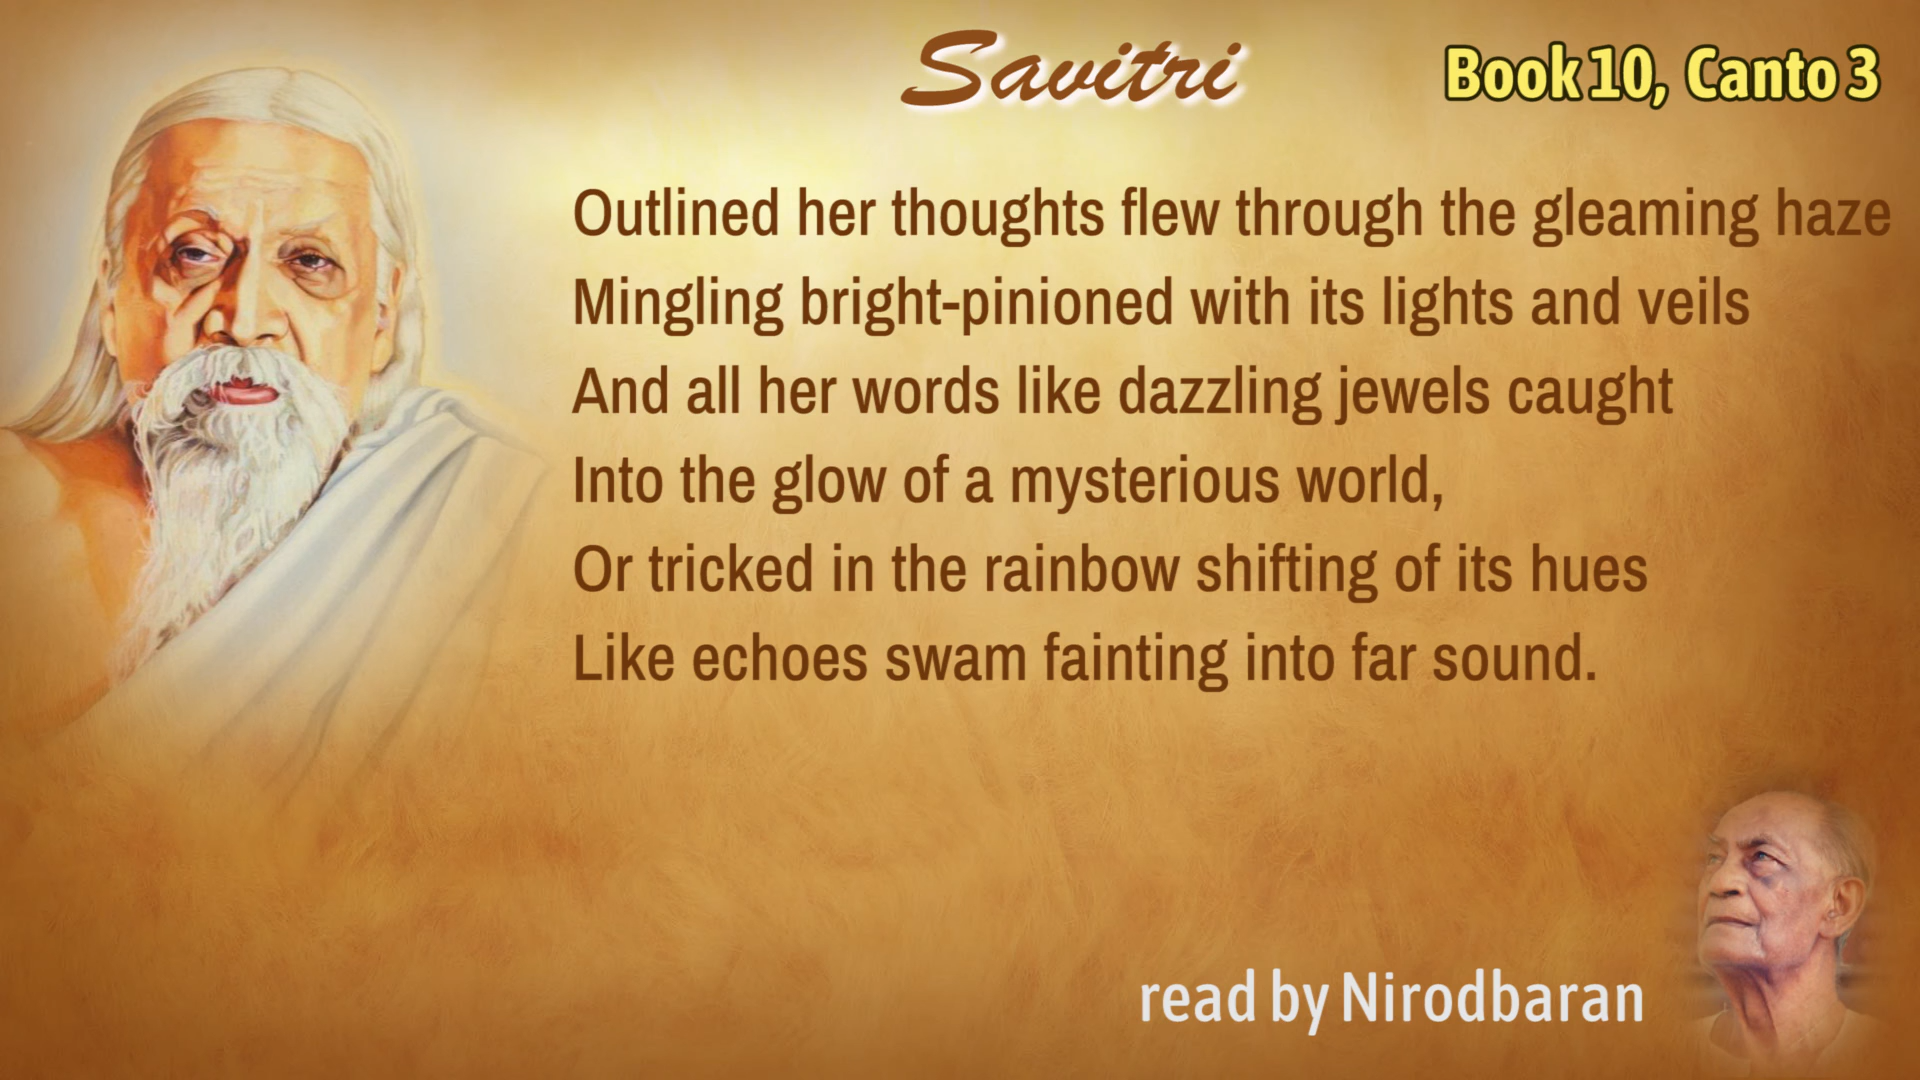 Savitri
Book 10, Canto 3
Outlined her thoughts flew through the gleaming haze
Mingling bright-pinioned with its lights and veils
And all her words like dazzling jewels caught
Into the glow of a mysterious world,
Or tricked in the rainbow shifting of its hues
Like echoes swam fainting into far sound.
read by Nirodbaran